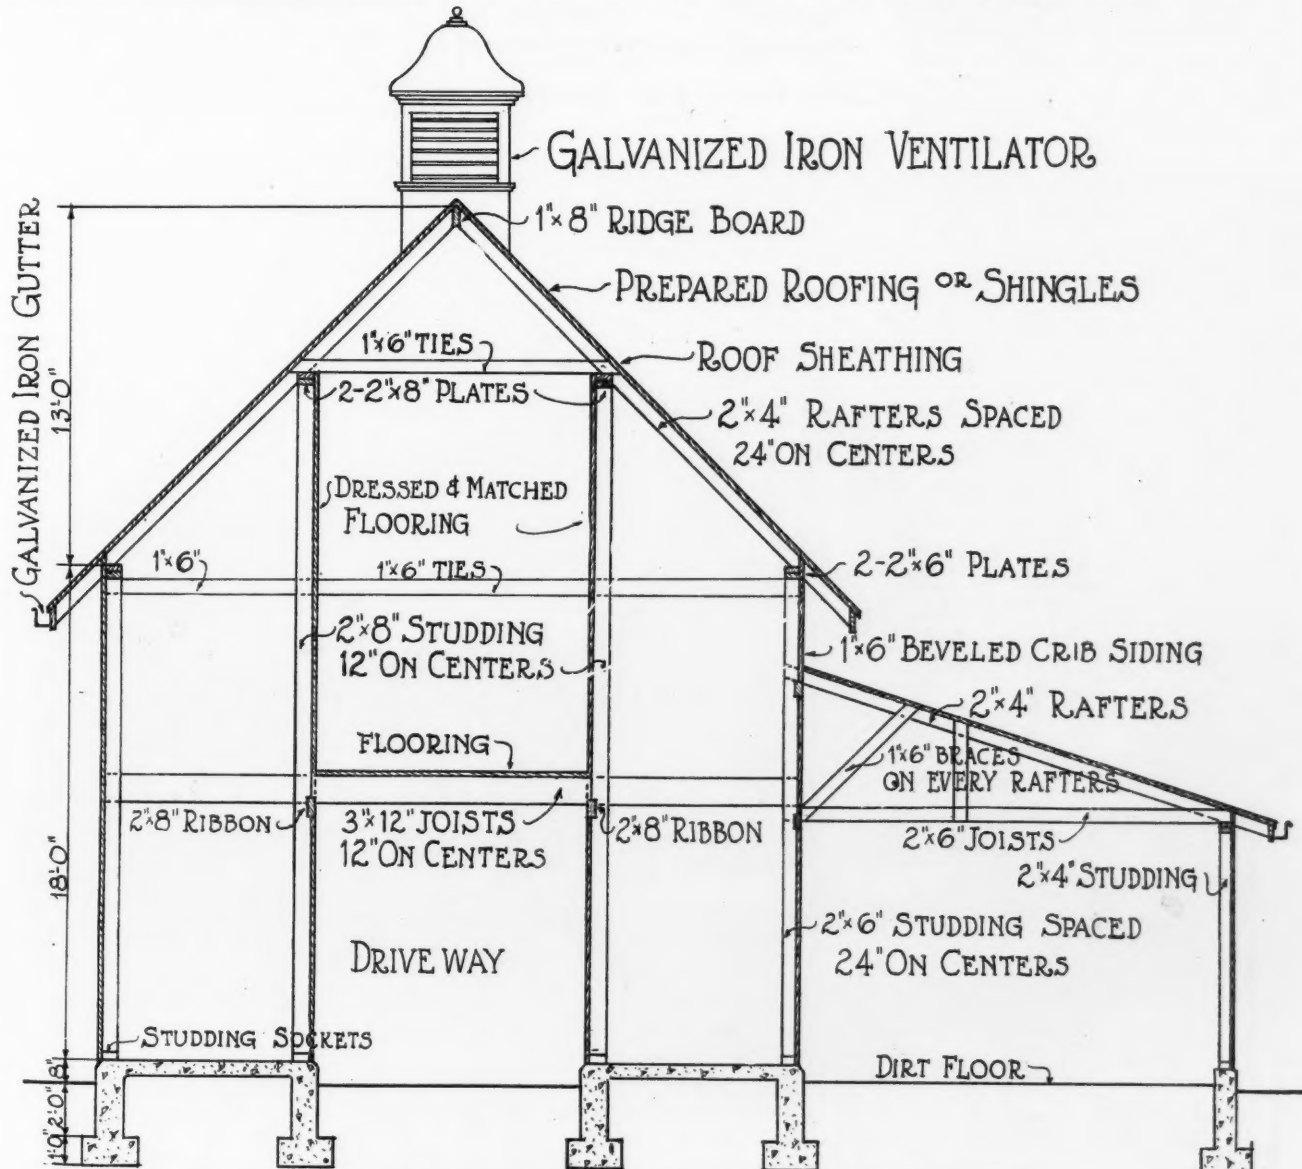 GALVANIZED IRON VENTILATOR
1"×8" RIDGE BOARD
PREPARED ROOFING OR SHINGLES
GALVANIZED IRON GUTTER
13'-0"
1"×6" TIES
ROOF SHEATHING
2-2"×8" PLATES
2"×4" RAFTERS SPACED
24" ON CENTERS
DRESSED & MATCHED
FLOORING
1"×6"
1"×6" TIES
2-2"×6" PLATES
2"×8" STUDDING
12" ON CENTERS
1"×6" BEVELED CRIB SIDING
2"×4" RAFTERS
FLOORING
1"×6" BRACES
ON EVERY RAFTERS
2"×8" RIBBON
3"×12" JOISTS
12" ON CENTERS
2"×8" RIBBON
2"×6" JOISTS
2"×4" STUDDING
18'-0"
DRIVE WAY
2"×6" STUDDING SPACED
24" ON CENTERS
STUDDING SOCKETS
8"
DIRT FLOOR
2'-0"
1'-0"